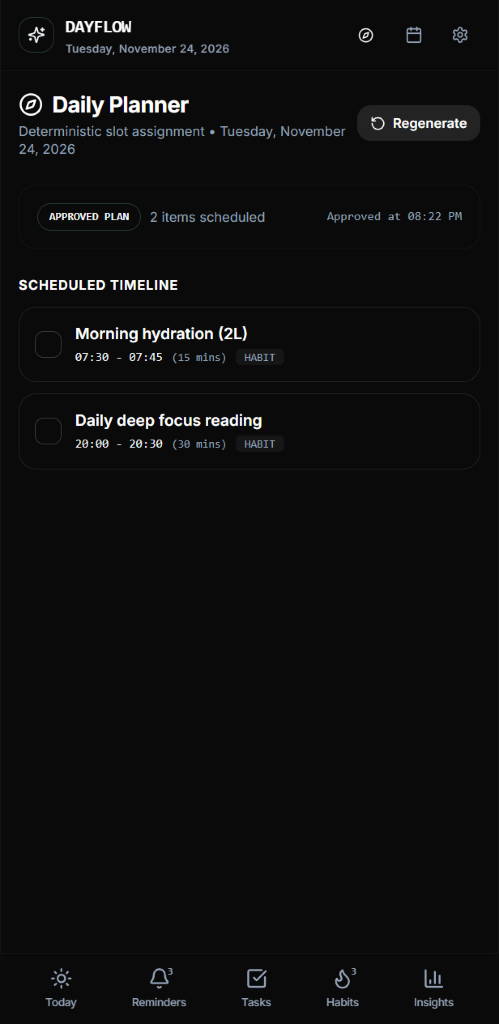 DAYFLOW
Tuesday, November 24, 2026
Daily Planner
Deterministic slot assignment • Tuesday, November
24, 2026
Regenerate
APPROVED PLAN 2 items scheduled Approved at 08:22 PM
SCHEDULED TIMELINE
Morning hydration (2L)
07:30 - 07:45 (15 mins) HABIT
Daily deep focus reading
20:00 - 20:30 (30 mins) HABIT
3 3
Today Reminders Tasks Habits Insights